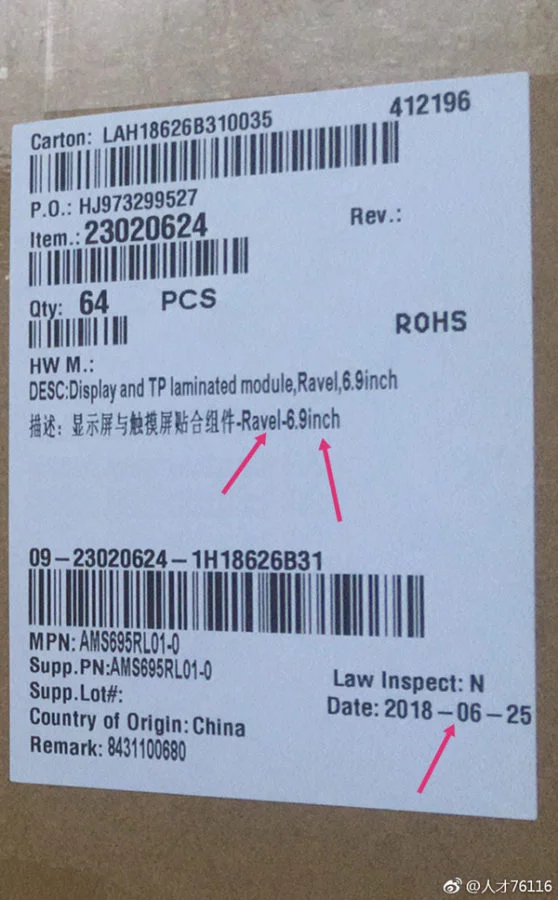 412196
Carton: LAH18626B310035
P.O.: HJ973299527
Item.: 23020624 Rev.:
Qty: 64 PCS
ROHS
HW M.:
DESC:Display and TP laminated module,Ravel,6.9inch
描述：显示屏与触摸屏贴合组件-Ravel-6.9inch
09-23020624-1H18626B31
MPN: AMS695RL01-0
Supp.PN:AMS695RL01-0
Law Inspect: N
Supp.Lot#:
Date: 2018-06-25
Country of Origin: China
Remark: 8431100680
@人才76116